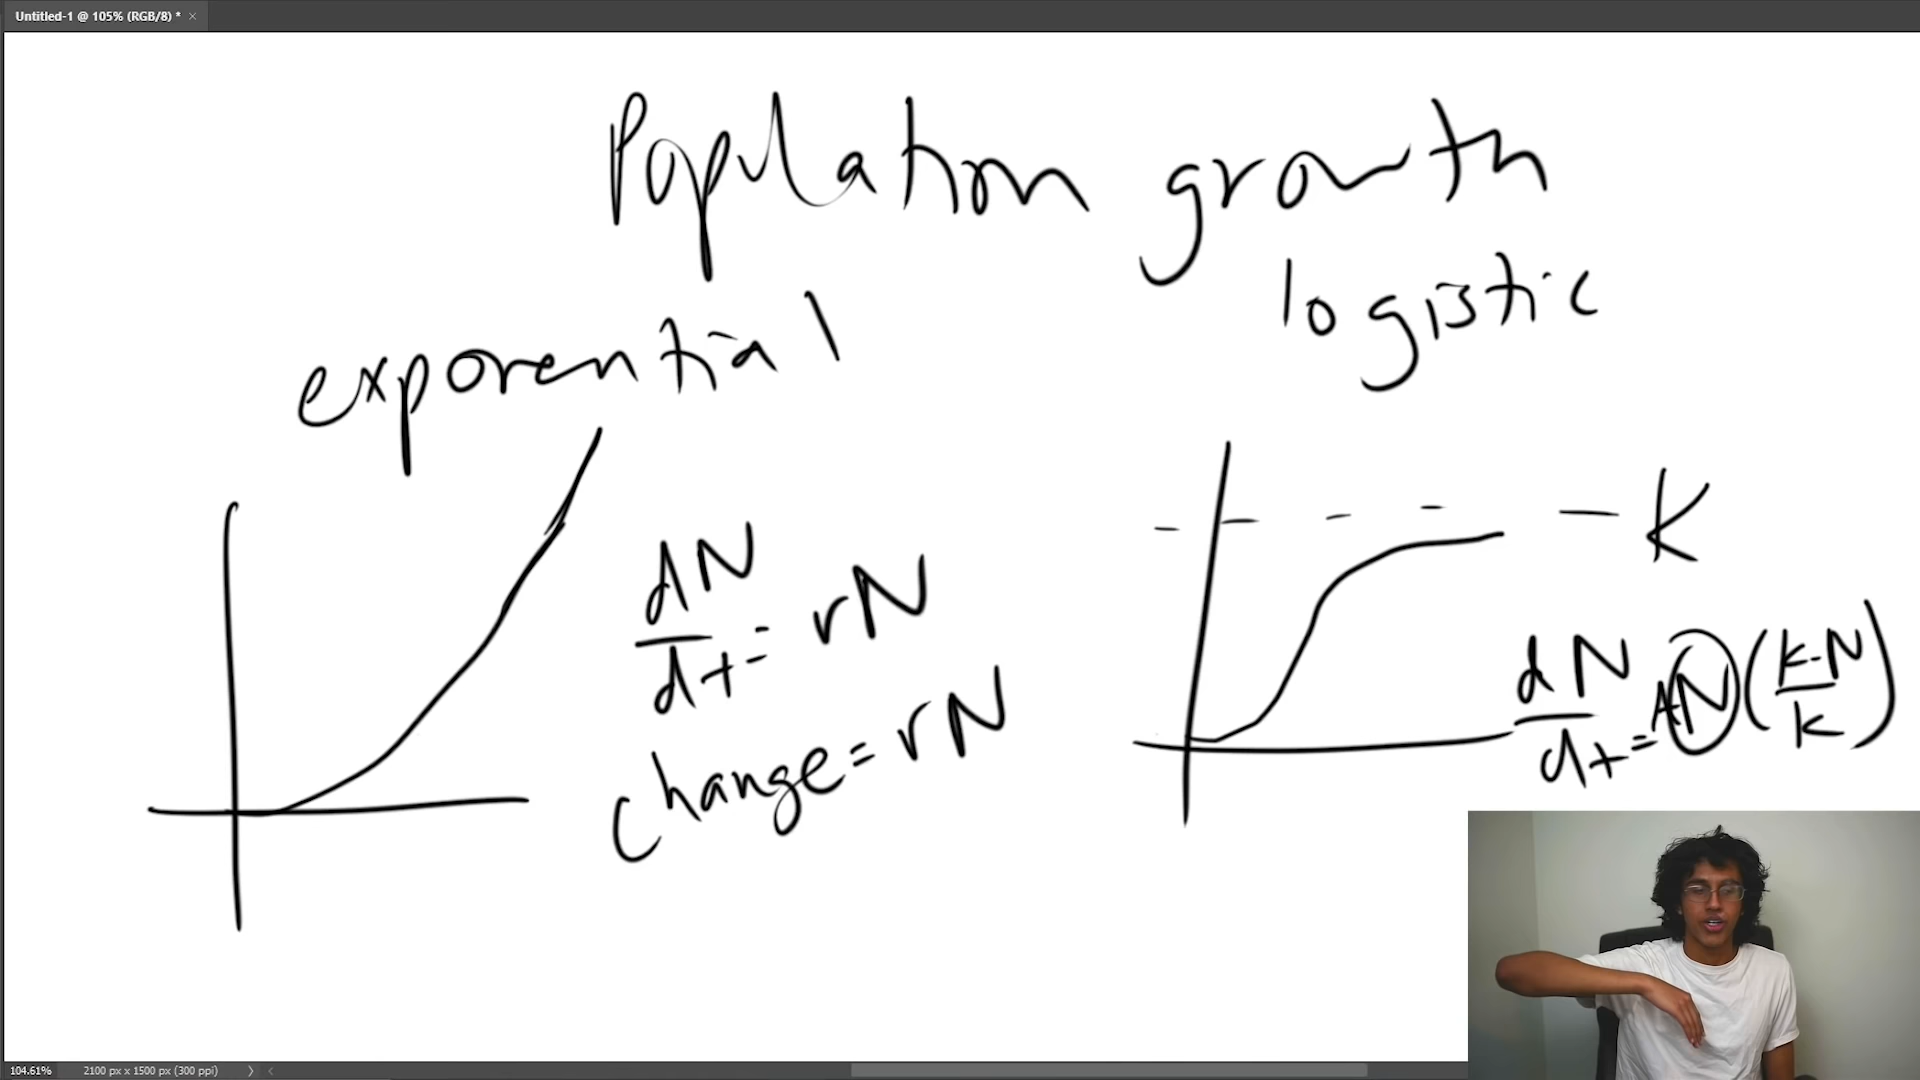 Untitled-1 @ 105% (RGB/8) * ×
Population growth
exponential
logistic
K
dN/dt = rN
change = rN
dN/dt = rN (K-N/K)
104.61% 2100 px x 1500 px (300 ppi) > <